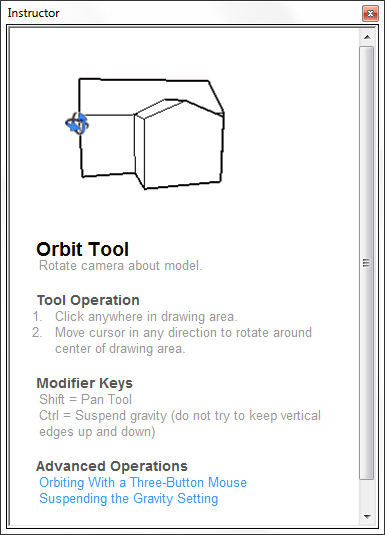 Instructor
Orbit Tool
Rotate camera about model.
Tool Operation
1. Click anywhere in drawing area.
2. Move cursor in any direction to rotate around
center of drawing area.
Modifier Keys
Shift = Pan Tool
Ctrl = Suspend gravity (do not try to keep vertical
edges up and down)
Advanced Operations
Orbiting With a Three-Button Mouse
Suspending the Gravity Setting